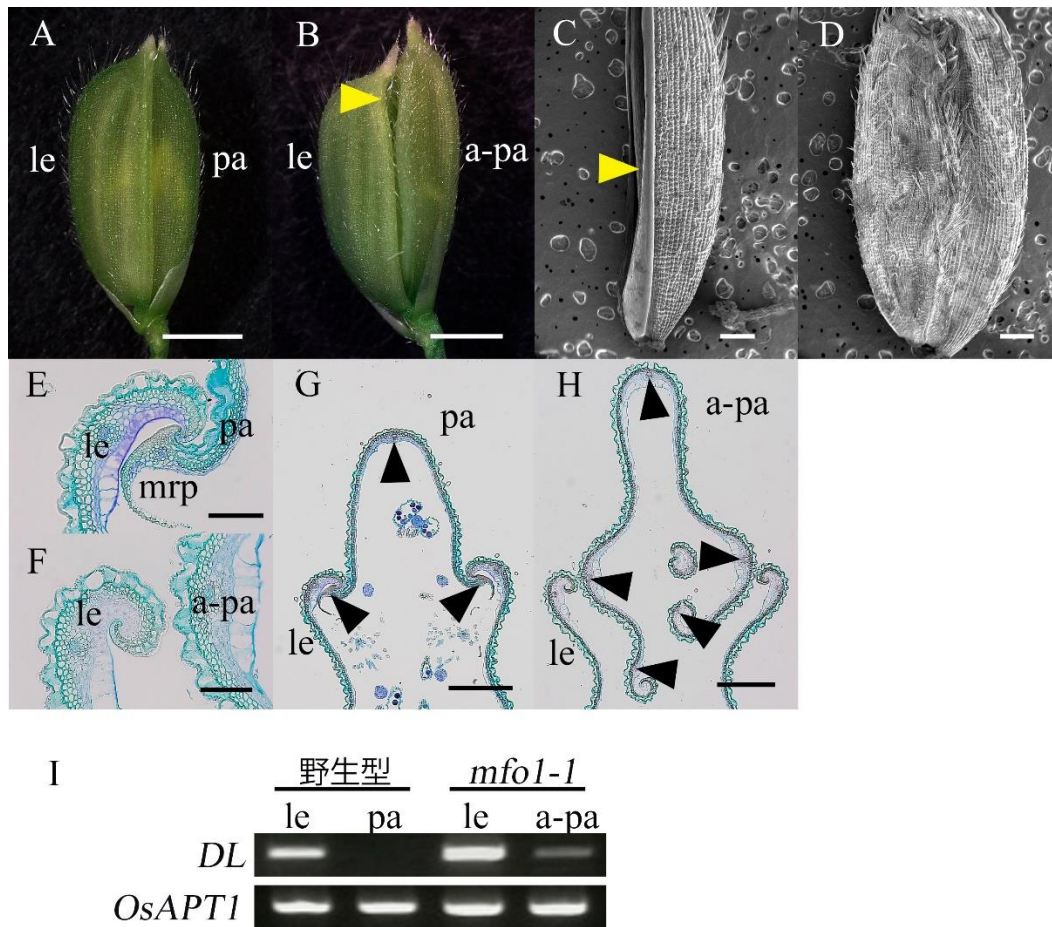 A B C D
le pa le a-pa
E G H
le pa pa a-pa
mrp
F
le a-pa le le
I 野生型 mfo1-1
le pa le a-pa
DL
OsAPT1